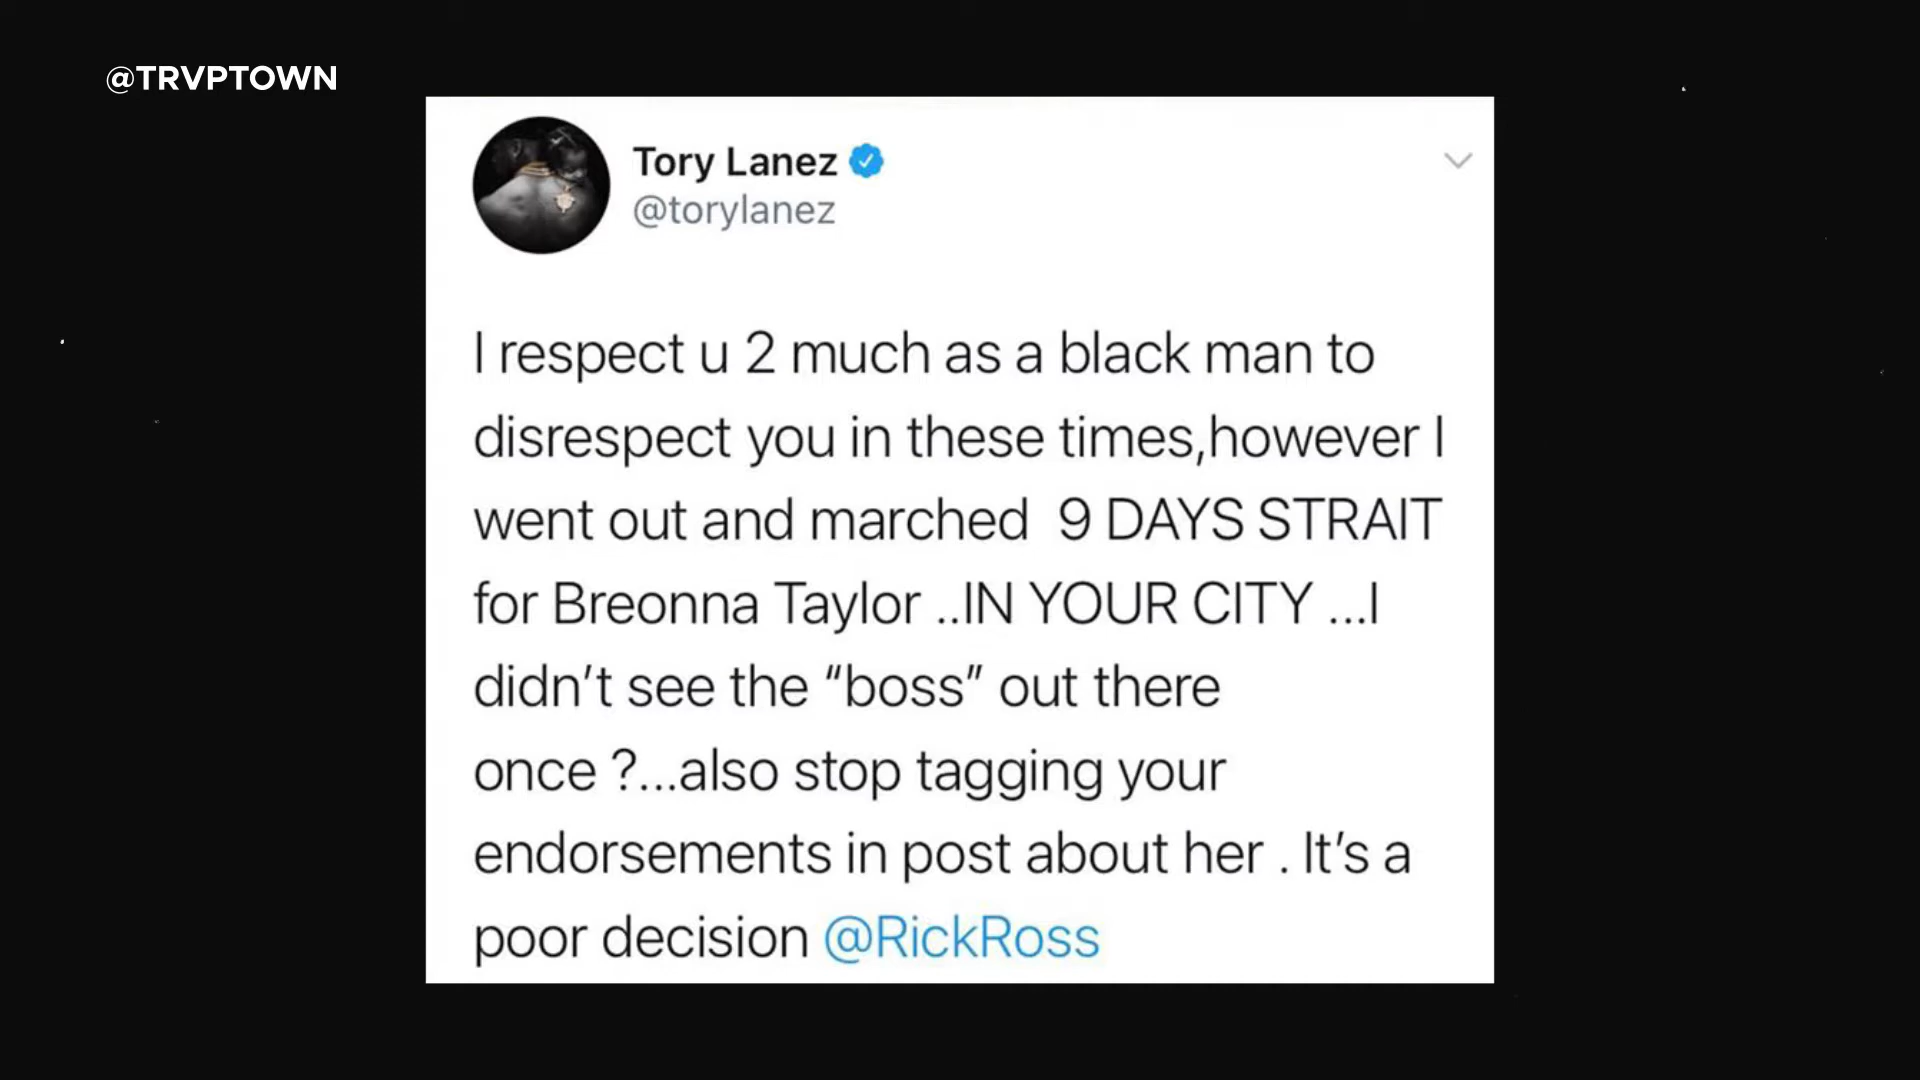 @TRVPTOWN
Tory Lanez
@torylanez
I respect u 2 much as a black man to
disrespect you in these times,however I
went out and marched  9 DAYS STRAIT
for Breonna Taylor ..IN YOUR CITY ...I
didn’t see the “boss” out there
once ?...also stop tagging your
endorsements in post about her . It’s a
poor decision @RickRoss